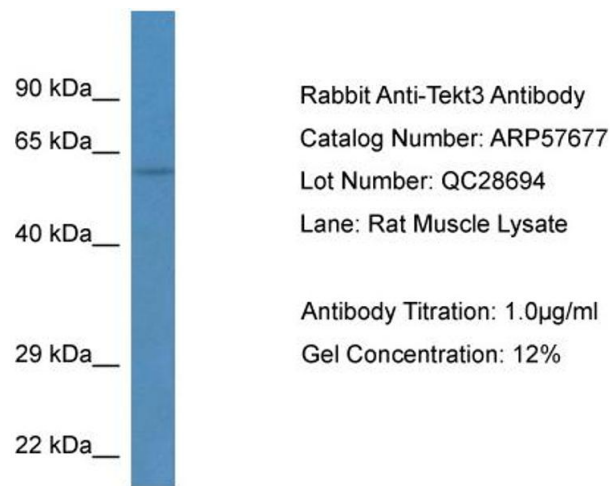 90 kDa__
65 kDa__
40 kDa__
29 kDa__
22 kDa__
Rabbit Anti-Tekt3 Antibody
Catalog Number: ARP57677
Lot Number: QC28694
Lane: Rat Muscle Lysate
Antibody Titration: 1.0µg/ml
Gel Concentration: 12%